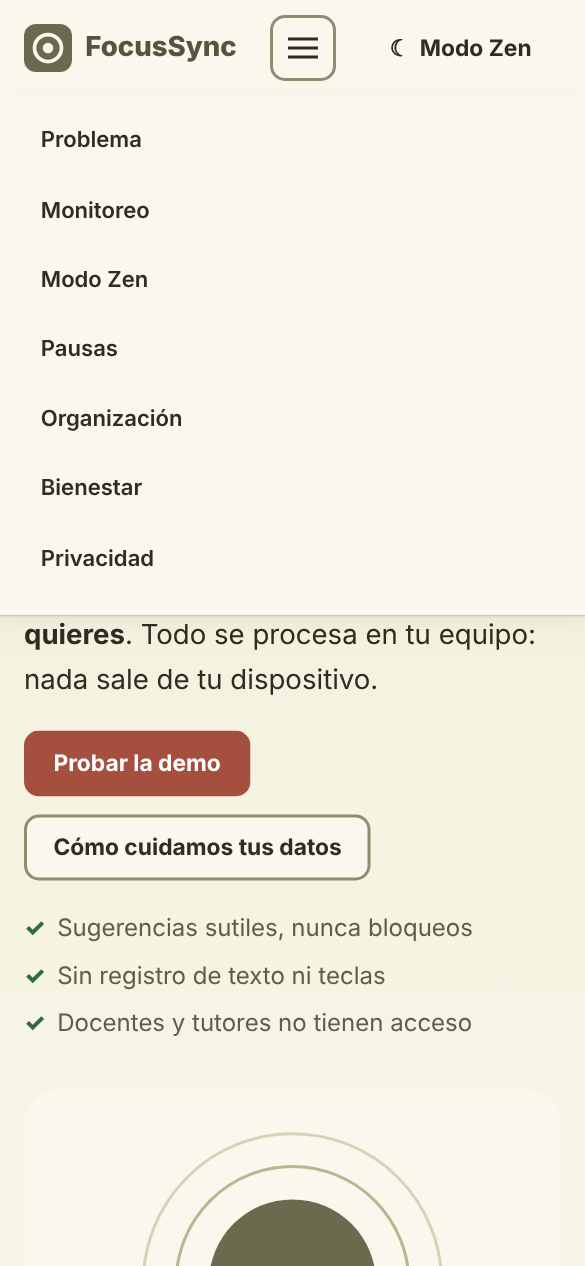 FocusSync
☾ Modo Zen
Problema
Monitoreo
Modo Zen
Pausas
Organización
Bienestar
Privacidad
quieres. Todo se procesa en tu equipo:
nada sale de tu dispositivo.
Probar la demo
Cómo cuidamos tus datos
✓ Sugerencias sutiles, nunca bloqueos
✓ Sin registro de texto ni teclas
✓ Docentes y tutores no tienen acceso